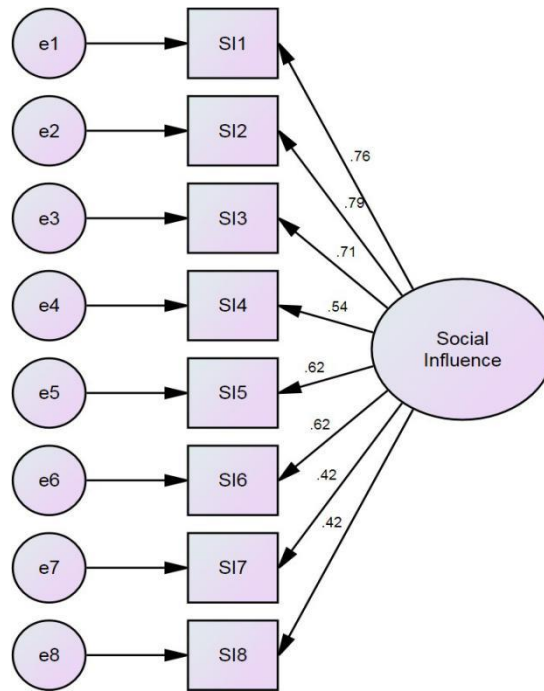 e1 SI1
.76
e2 SI2
.79
e3 SI3
.71
e4 SI4
.54
Social
Influence
e5 SI5
.62
e6 SI6
.62
e7 SI7
.42
e8 SI8
.42